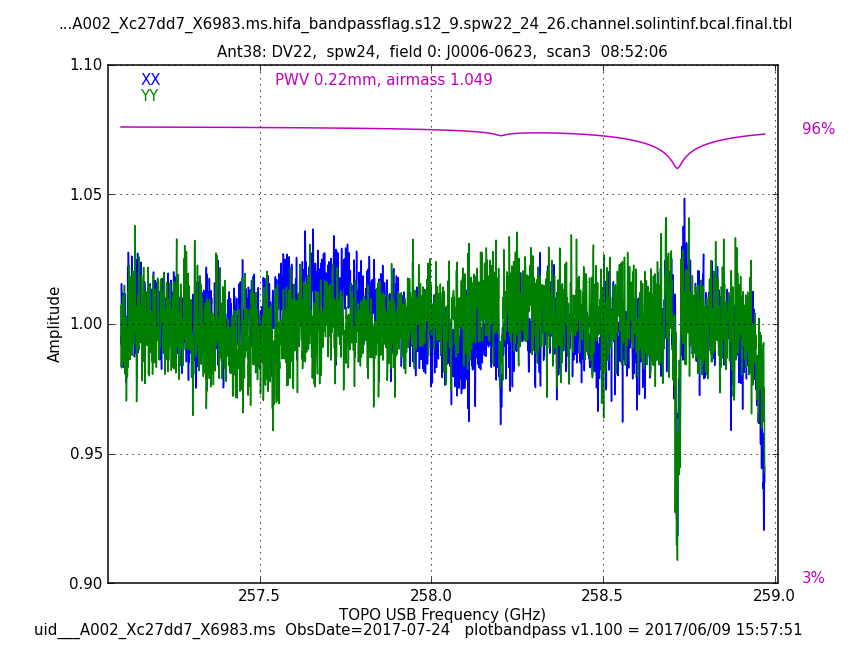 ...A002_Xc27dd7_X6983.ms.hifa_bandpassflag.s12_9.spw22_24_26.channel.solintinf.bcal.final.tbl
Ant38: DV22,  spw24,  field 0: J0006-0623,  scan3  08:52:06
1.10
XX
PWV 0.22mm, airmass 1.049
YY
96%
1.05
1.00
Amplitude
0.95
0.90
3%
257.5
258.0
258.5
259.0
TOPO USB Frequency (GHz)
uid___A002_Xc27dd7_X6983.ms  ObsDate=2017-07-24   plotbandpass v1.100 = 2017/06/09 15:57:51